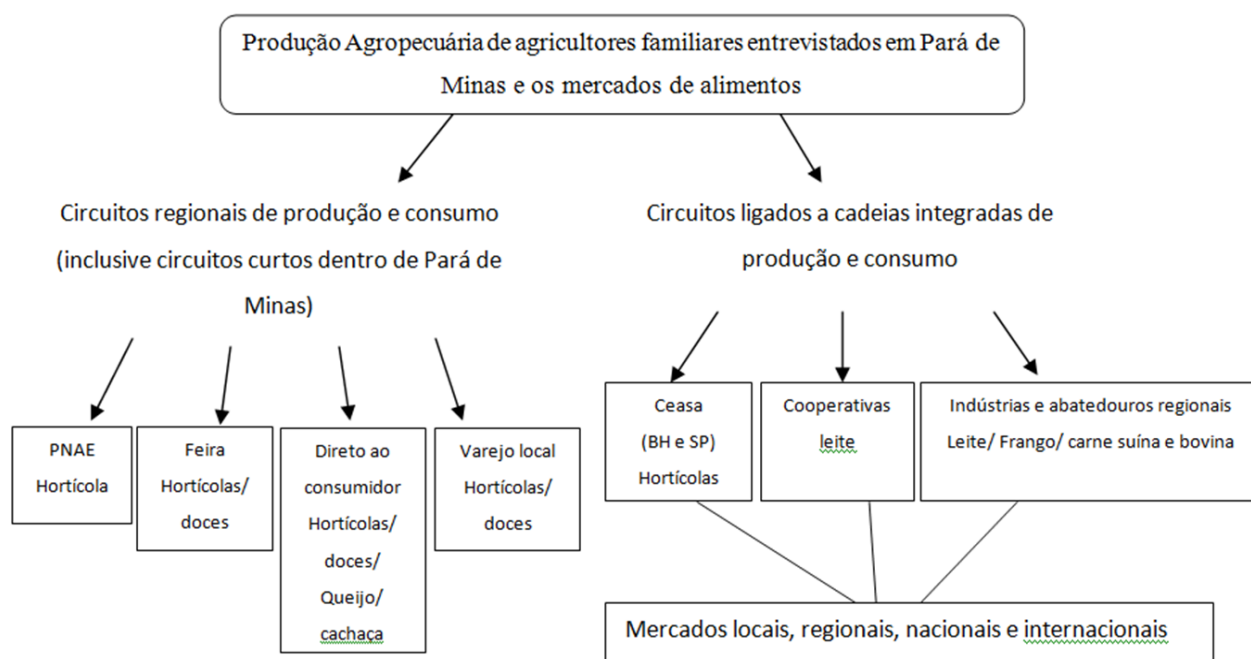 Produção Agropecuária de agricultores familiares entrevistados em Pará de
Minas e os mercados de alimentos
Circuitos regionais de produção e consumo
(inclusive circuitos curtos dentro de Pará de
Minas)
Circuitos ligados a cadeias integradas de
produção e consumo
PNAE
Hortícola
Feira
Hortícolas/
doces
Direto ao
consumidor
Hortícolas/
doces/
Queijo/
cachaça
Varejo local
Hortícolas/
doces
Ceasa
(BH e SP)
Hortícolas
Cooperativas
leite
Indústrias e abatedouros regionais
Leite/ Frango/ carne suína e bovina
Mercados locais, regionais, nacionais e internacionais